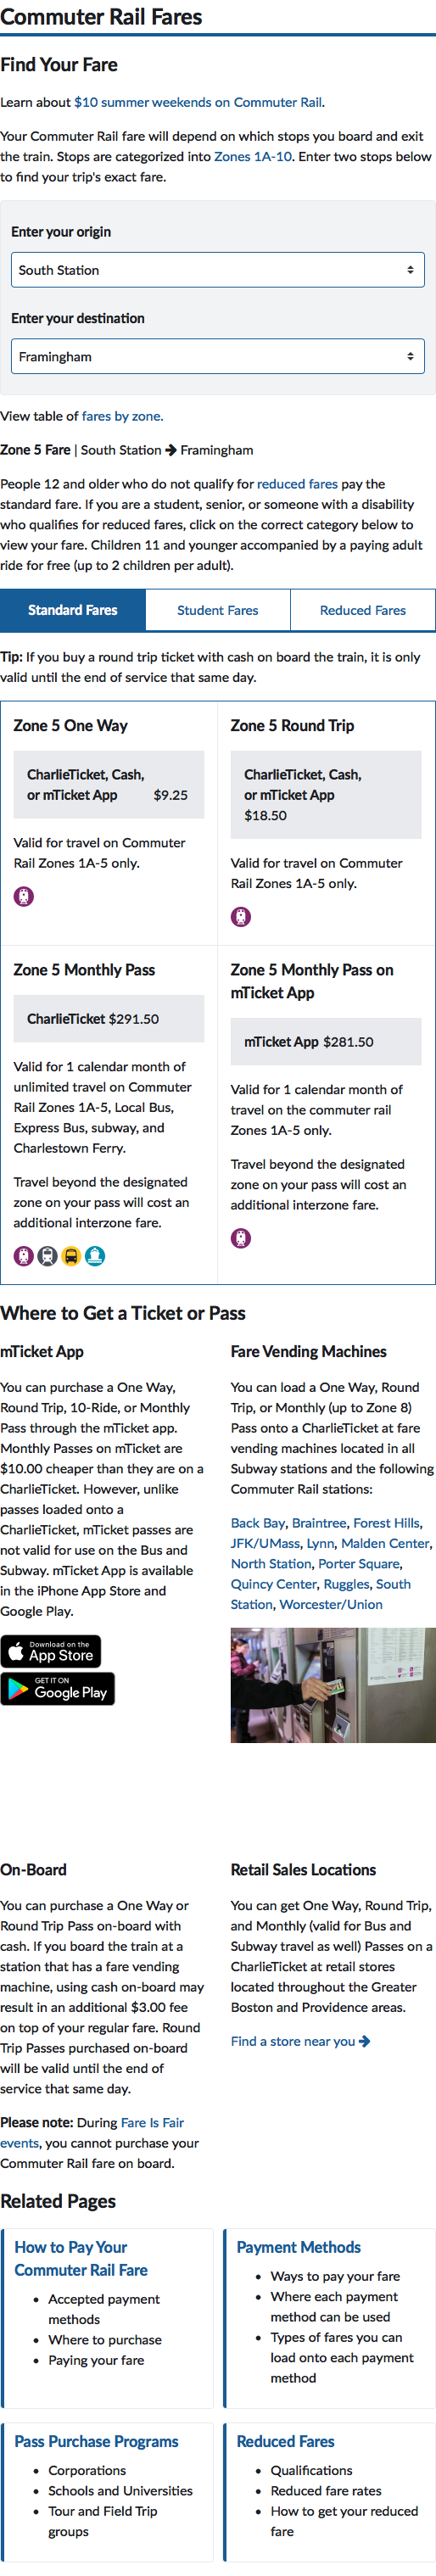 Commuter Rail Fares
Find Your Fare
Learn about $10 summer weekends on Commuter Rail.
Your Commuter Rail fare will depend on which stops you board and exit
the train. Stops are categorized into Zones 1A-10. Enter two stops below
to find your trip's exact fare.
Enter your origin
South Station
Enter your destination
Framingham
View table of fares by zone.
Zone 5 Fare | South Station → Framingham
People 12 and older who do not qualify for reduced fares pay the
standard fare. If you are a student, senior, or someone with a disability
who qualifies for reduced fares, click on the correct category below to
view your fare. Children 11 and younger accompanied by a paying adult
ride for free (up to 2 children per adult).
Standard Fares
Student Fares
Reduced Fares
Tip: If you buy a round trip ticket with cash on board the train, it is only
valid until the end of service that same day.
Zone 5 One Way
CharlieTicket, Cash,
or mTicket App $9.25
Valid for travel on Commuter
Rail Zones 1A-5 only.
Zone 5 Round Trip
CharlieTicket, Cash,
or mTicket App
$18.50
Valid for travel on Commuter
Rail Zones 1A-5 only.
Zone 5 Monthly Pass
CharlieTicket $291.50
Valid for 1 calendar month of
unlimited travel on Commuter
Rail Zones 1A-5, Local Bus,
Express Bus, subway, and
Charlestown Ferry.
Travel beyond the designated
zone on your pass will cost an
additional interzone fare.
Zone 5 Monthly Pass on
mTicket App
mTicket App $281.50
Valid for 1 calendar month of
travel on the commuter rail
Zones 1A-5 only.
Travel beyond the designated
zone on your pass will cost an
additional interzone fare.
Where to Get a Ticket or Pass
mTicket App
You can purchase a One Way,
Round Trip, 10-Ride, or Monthly
Pass through the mTicket app.
Monthly Passes on mTicket are
$10.00 cheaper than they are on a
CharlieTicket. However, unlike
passes loaded onto a
CharlieTicket, mTicket passes are
not valid for use on the Bus and
Subway. mTicket App is available
in the iPhone App Store and
Google Play.
Download on the
App Store
GET IT ON
Google Play
Fare Vending Machines
You can load a One Way, Round
Trip, or Monthly (up to Zone 8)
Pass onto a CharlieTicket at fare
vending machines located in all
Subway stations and the following
Commuter Rail stations:
Back Bay, Braintree, Forest Hills,
JFK/UMass, Lynn, Malden Center,
North Station, Porter Square,
Quincy Center, Ruggles, South
Station, Worcester/Union
On-Board
You can purchase a One Way or
Round Trip Pass on-board with
cash. If you board the train at a
station that has a fare vending
machine, using cash on-board may
result in an additional $3.00 fee
on top of your regular fare. Round
Trip Passes purchased on-board
will be valid until the end of
service that same day.
Please note: During Fare Is Fair
events, you cannot purchase your
Commuter Rail fare on board.
Retail Sales Locations
You can get One Way, Round Trip,
and Monthly (valid for Bus and
Subway travel as well) Passes on a
CharlieTicket at retail stores
located throughout the Greater
Boston and Providence areas.
Find a store near you →
Related Pages
How to Pay Your
Commuter Rail Fare
• Accepted payment
methods
• Where to purchase
• Paying your fare
Payment Methods
• Ways to pay your fare
• Where each payment
method can be used
• Types of fares you can
load onto each payment
method
Pass Purchase Programs
• Corporations
• Schools and Universities
• Tour and Field Trip
groups
Reduced Fares
• Qualifications
• Reduced fare rates
• How to get your reduced
fare